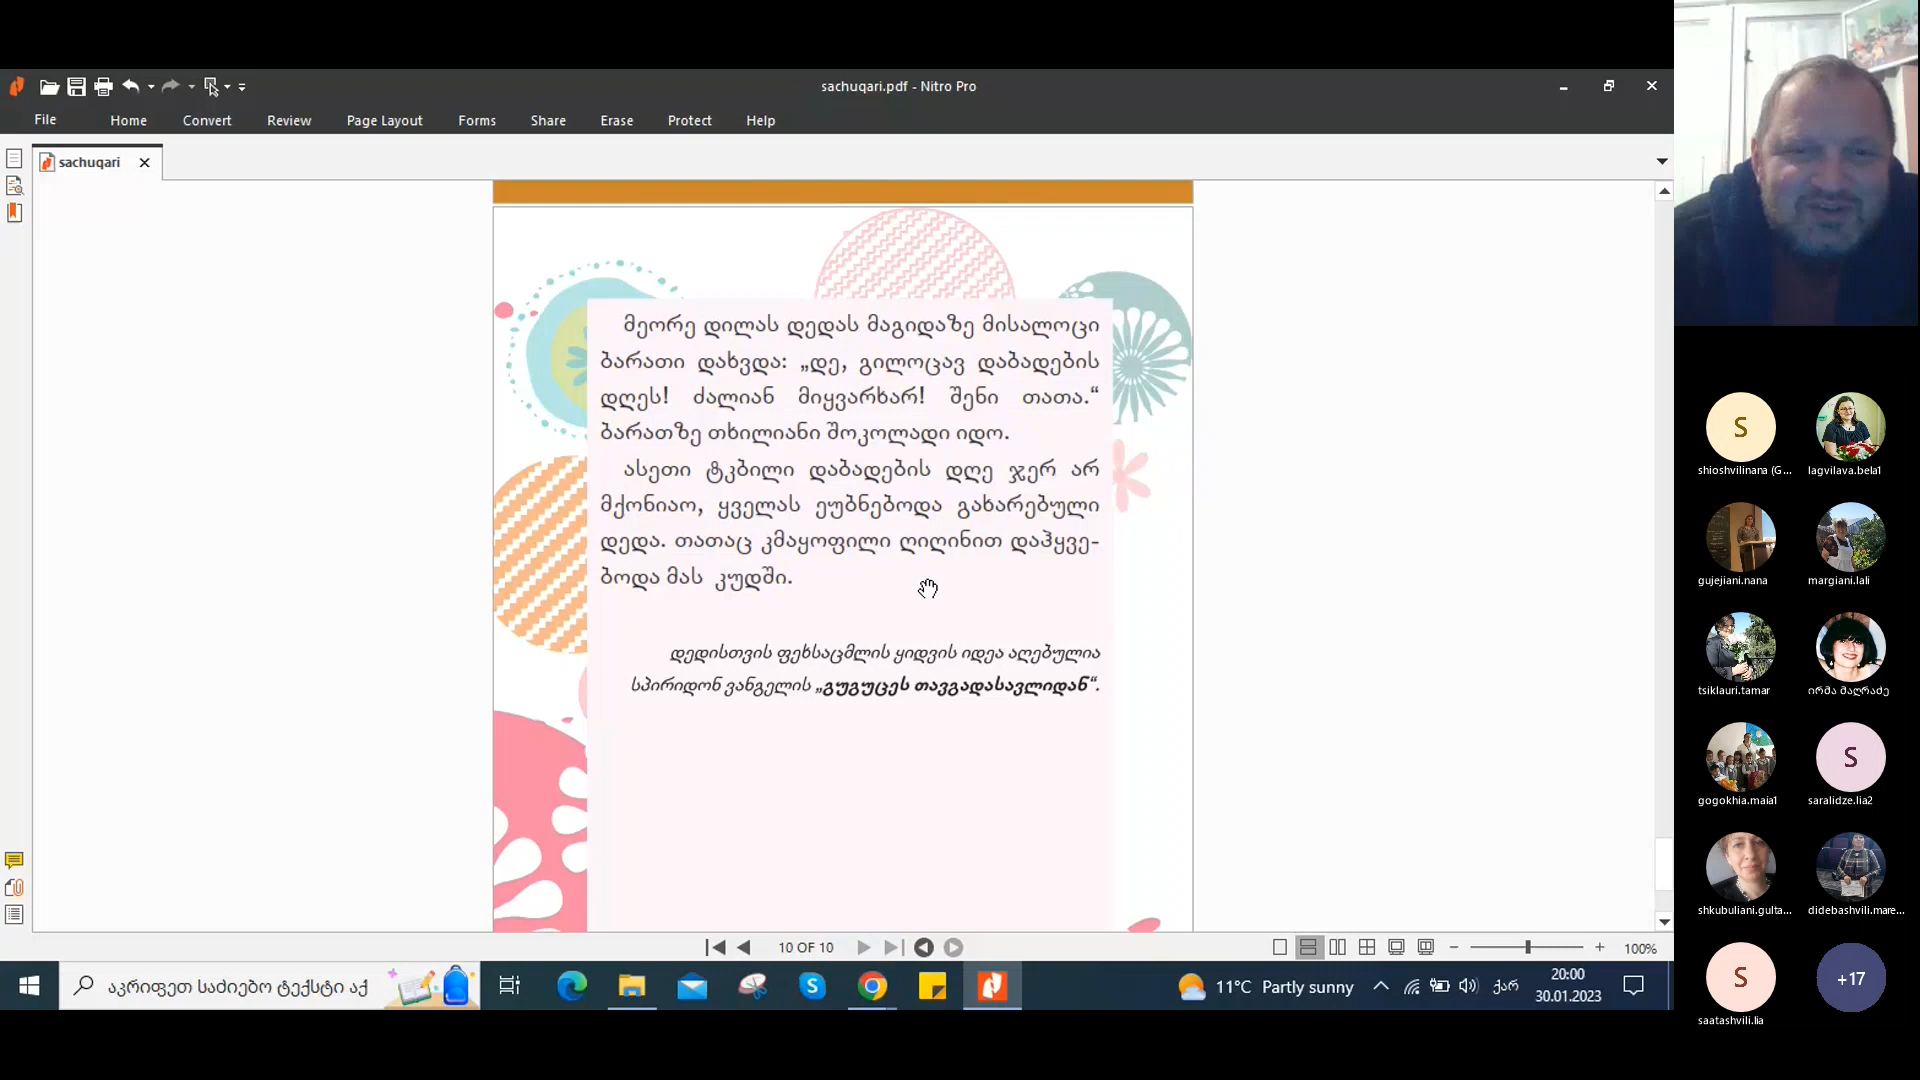 sachuqari.pdf - Nitro Pro
File Home Convert Review Page Layout Forms Share Erase Protect Help
sachuqari
მეორე დილას დედას მაგიდაზე მისალოცი
ბარათი დახვდა: „დე, გილოცავ დაბადების
დღეს! ძალიან მიყვარხარ! შენი თათა.“
ბარათზე თხილიანი შოკოლადი იდო.
ასეთი ტკბილი დაბადების დღე ჯერ არ
მქონიაო, ყველას ეუბნებოდა გახარებული
დედა. თათაც კმაყოფილი ღიღინით დაჰყვე-
ბოდა მას კუდში.
დედისთვის ფეხსაცმლის ყიდვის იდეა აღებულია
სპირიდონ ვანგელის „გუგუცეს თავგადასავლიდან“.
10 OF 10
100%
აკრიფეთ საძიებო ტექსტი აქ
11°C Partly sunny
ქარ
20:00
30.01.2023
S
shioshvilinana (G...
lagvilava.bela1
gujejiani.nana
margiani.lali
tsiklauri.tamar
ირმა მაღრაძე
gogokhia.maia1
S
saralidze.lia2
shkubuliani.gulta...
didebashvili.mare...
S
saatashvili.lia
+17